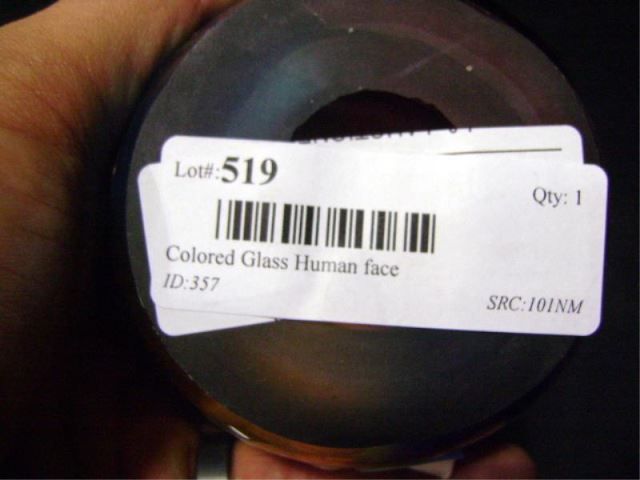 Lot#:519
Qty: 1
Colored Glass Human face
ID:357
SRC:101NM